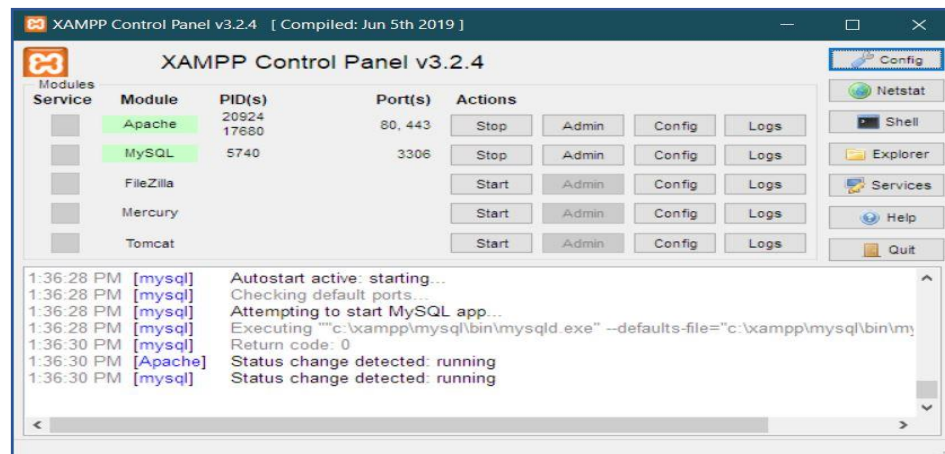 XAMPP Control Panel v3.2.4 [ Compiled: Jun 5th 2019 ]
XAMPP Control Panel v3.2.4
Config
Modules
Service Module PID(s) Port(s) Actions
Netstat
Apache 20924 17680 80, 443 Stop Admin Config Logs
Shell
MySQL 5740 3306 Stop Admin Config Logs
Explorer
FileZilla Start Admin Config Logs
Services
Mercury Start Admin Config Logs
Help
Tomcat Start Admin Config Logs
Quit
1:36:28 PM [mysql] Autostart active: starting...
1:36:28 PM [mysql] Checking default ports...
1:36:28 PM [mysql] Attempting to start MySQL app...
1:36:28 PM [mysql] Executing ""c:\xampp\mysql\bin\mysqld.exe" --defaults-file="c:\xampp\mysql\bin\my
1:36:30 PM [mysql] Return code: 0
1:36:30 PM [Apache] Status change detected: running
1:36:30 PM [mysql] Status change detected: running